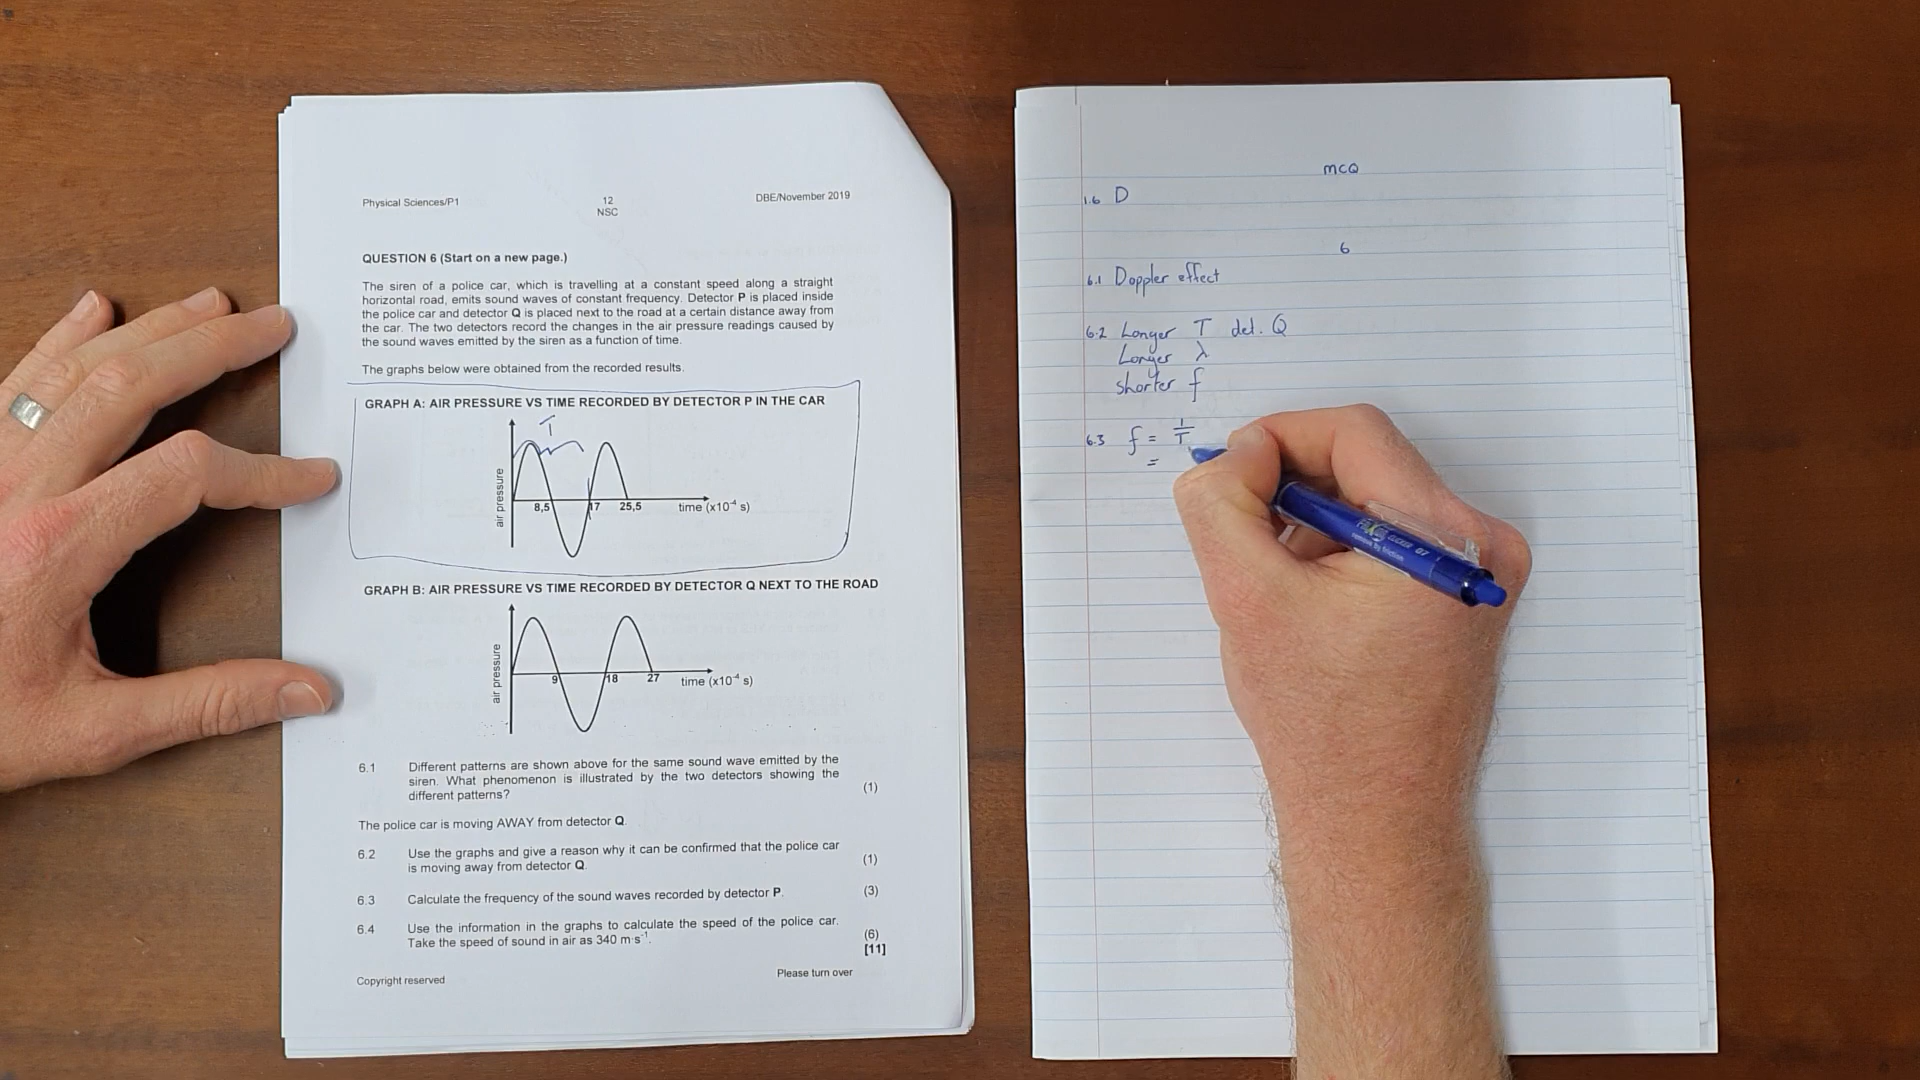 Physical Sciences/P1
12
NSC
DBE/November 2019
QUESTION 6 (Start on a new page.)
The siren of a police car, which is travelling at a constant speed along a straight
horizontal road, emits sound waves of constant frequency. Detector P is placed inside
the police car and detector Q is placed next to the road at a certain distance away from
the car. The two detectors record the changes in the air pressure readings caused by
the sound waves emitted by the siren as a function of time.
The graphs below were obtained from the recorded results.
GRAPH A: AIR PRESSURE VS TIME RECORDED BY DETECTOR P IN THE CAR
T
air pressure
8,5 17 25,5 time (x10⁻⁴ s)
GRAPH B: AIR PRESSURE VS TIME RECORDED BY DETECTOR Q NEXT TO THE ROAD
air pressure
9 18 27 time (x10⁻⁴ s)
6.1 Different patterns are shown above for the same sound wave emitted by the
siren. What phenomenon is illustrated by the two detectors showing the
different patterns? (1)
The police car is moving AWAY from detector Q.
6.2 Use the graphs and give a reason why it can be confirmed that the police car
is moving away from detector Q. (1)
6.3 Calculate the frequency of the sound waves recorded by detector P. (3)
6.4 Use the information in the graphs to calculate the speed of the police car.
Take the speed of sound in air as 340 m·s⁻¹. (6)
[11]
Copyright reserved
Please turn over
mcQ
1.6 D
6
6.1 Doppler effect
6.2 Longer T det. Q
Longer λ
shorter f
6.3 f = 1/T
=